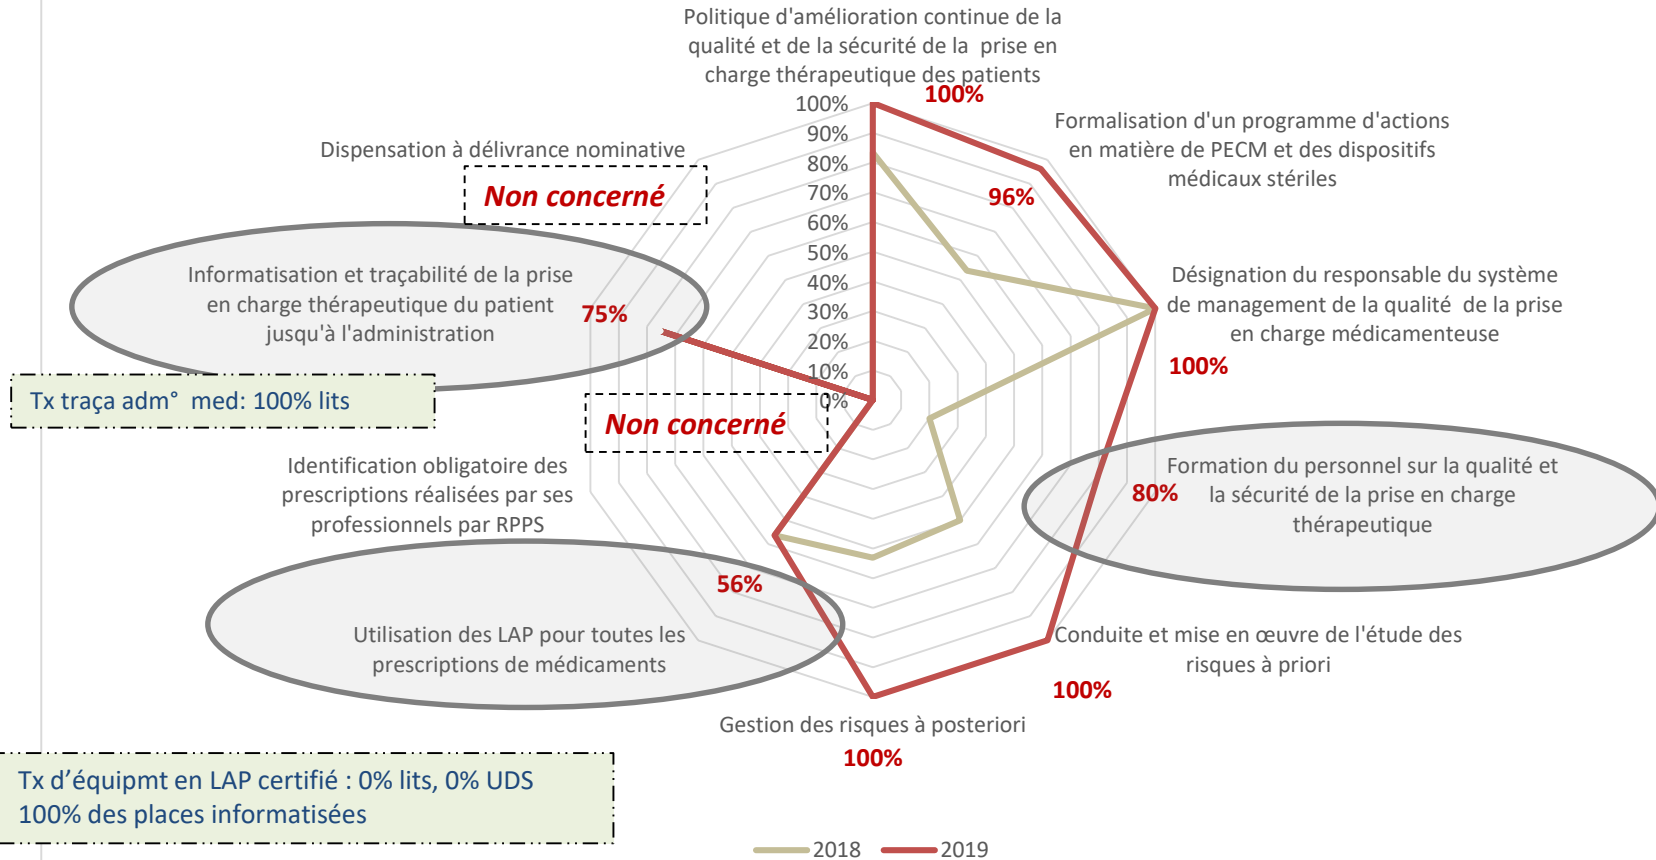 Politique d'amélioration continue de la
qualité et de la sécurité de la prise en
charge thérapeutique des patients
100%
100%
90%
80%
70%
60%
50%
40%
30%
20%
10%
0%
Formalisation d'un programme d'actions
en matière de PECM et des dispositifs
médicaux stériles
96%
Désignation du responsable du système
de management de la qualité de la prise
en charge médicamenteuse
100%
Formation du personnel sur la qualité et
la sécurité de la prise en charge
thérapeutique
80%
Conduite et mise en œuvre de l'étude des
risques à priori
100%
Gestion des risques à posteriori
100%
Utilisation des LAP pour toutes les
prescriptions de médicaments
56%
Identification obligatoire des
prescriptions réalisées par ses
professionnels par RPPS
Non concerné
Informatisation et traçabilité de la prise
en charge thérapeutique du patient
jusqu'à l'administration
75%
Dispensation à délivrance nominative
Non concerné
Tx traça adm° med: 100% lits
Tx d’équipmt en LAP certifié : 0% lits, 0% UDS
100% des places informatisées
2018
2019